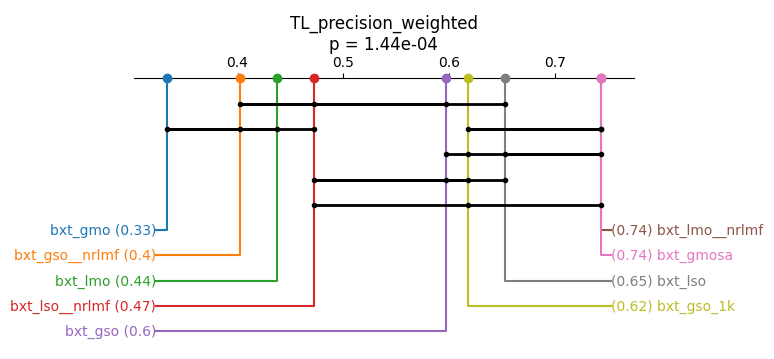 TL_precision_weighted
p = 1.44e-04
0.4 0.5 0.6 0.7
bxt_gmo (0.33)
(0.74) bxt_lmo__nrlmf
bxt_gso__nrlmf (0.4)
(0.74) bxt_gmosa
bxt_lmo (0.44)
(0.65) bxt_lso
bxt_lso__nrlmf (0.47)
(0.62) bxt_gso_1k
bxt_gso (0.6)